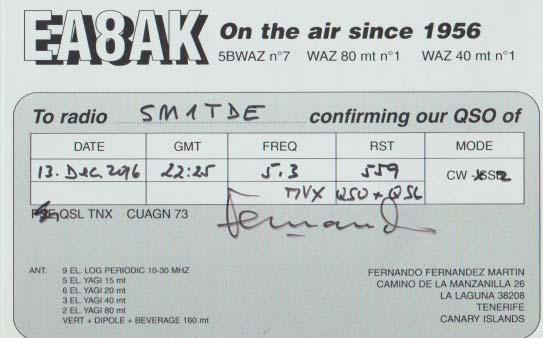 EA8AK On the air since 1956
5BWAZ n°7 WAZ 80 mt n°1 WAZ 40 mt n°1
To radio SM1TDE confirming our QSO of
DATE GMT FREQ RST MODE
13. Dec. 2016 22:25 5.3 559 CW - SSB
MVX QSO + QSL
PSE QSL TNX CUAGN 73
Fernando
ANT. 9 EL. LOG PERIODIC 10-30 MHZ
5 EL. YAGI 15 mt
6 EL. YAGI 20 mt
3 EL. YAGI 40 mt
2 EL. YAGI 80 mt
VERT + DIPOLE + BEVERAGE 160 mt
FERNANDO FERNANDEZ MARTIN
CAMINO DE LA MANZANILLA 26
LA LAGUNA 38208
TENERIFE
CANARY ISLANDS